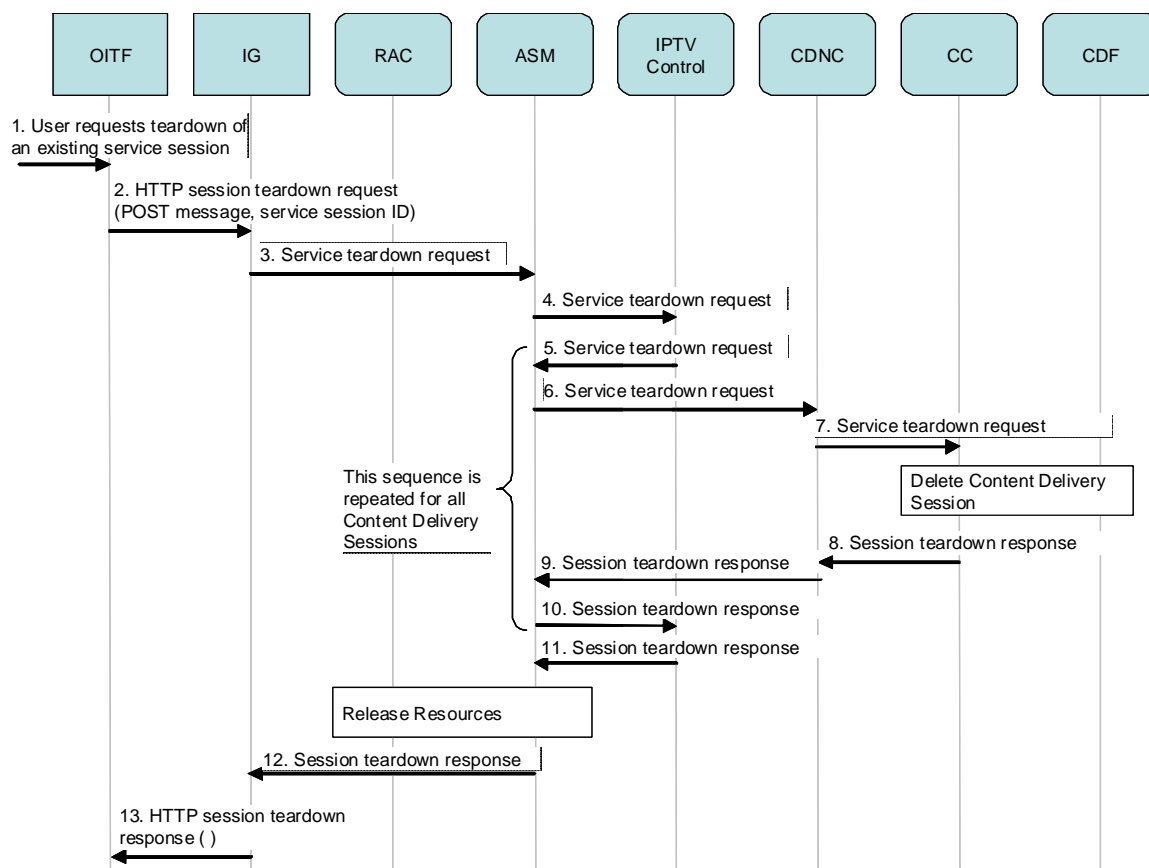 OITF
IG
RAC
ASM
IPTV
Control
CDNC
CC
CDF
1. User requests teardown of
an existing service session
2. HTTP session teardown request
(POST message, service session ID)
3. Service teardown request
4. Service teardown request
5. Service teardown request
6. Service teardown request
7. Service teardown request
This sequence is
repeated for all
Content Delivery
Sessions
Delete Content Delivery
Session
8. Session teardown response
9. Session teardown response
10. Session teardown response
11. Session teardown response
Release Resources
12. Session teardown response
13. HTTP session teardown
response ( )